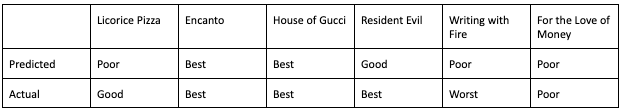 Licorice Pizza Encanto House of Gucci Resident Evil Writing with Fire For the Love of Money
Predicted Poor Best Best Good Poor Poor
Actual Good Best Best Best Worst Poor